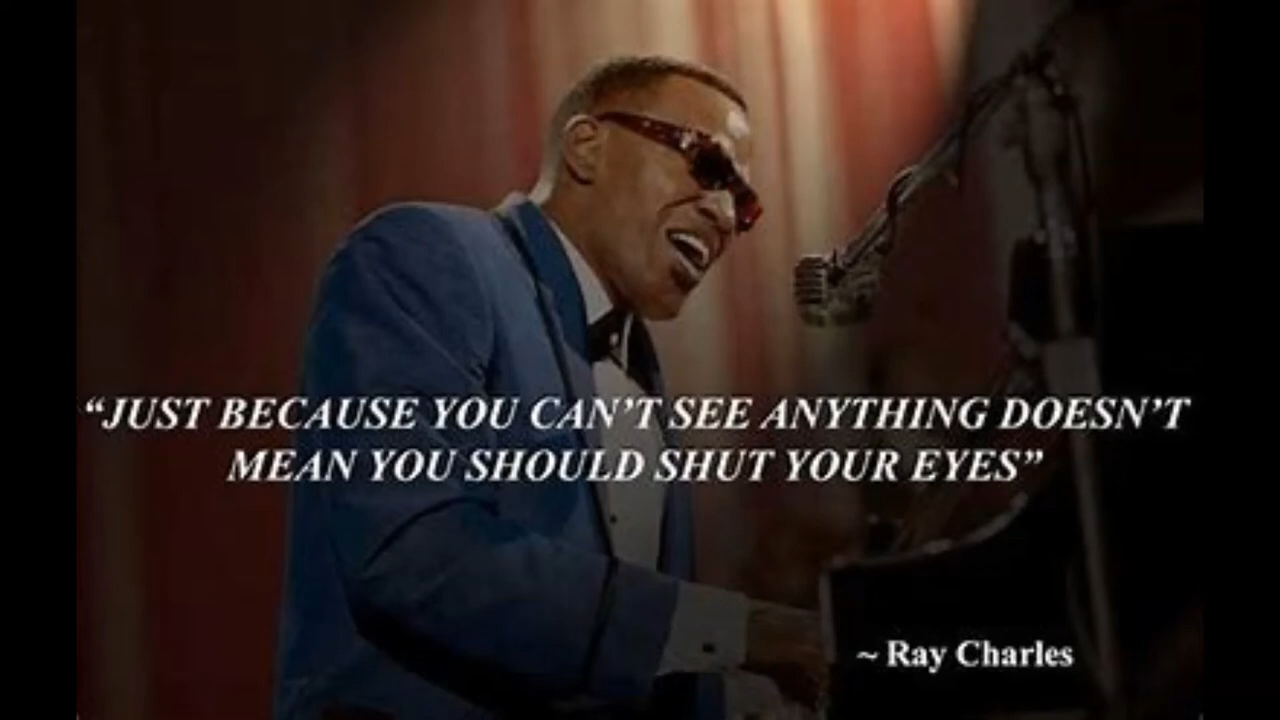 “JUST BECAUSE YOU CAN’T SEE ANYTHING DOESN’T
MEAN YOU SHOULD SHUT YOUR EYES”
~ Ray Charles